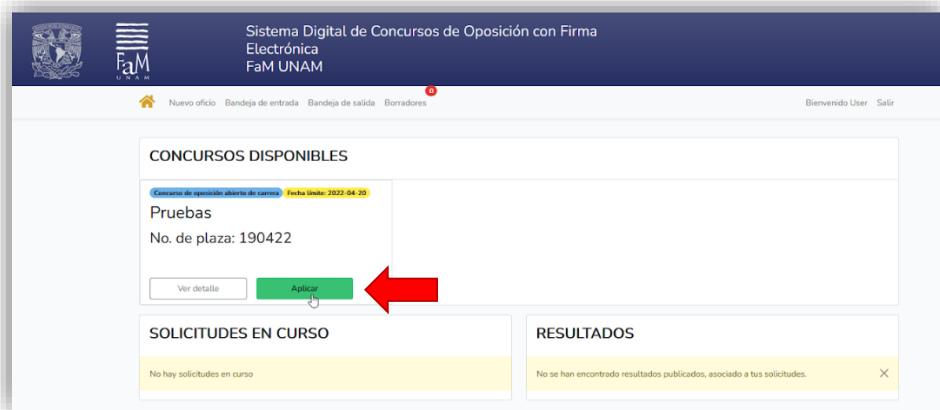 Sistema Digital de Concursos de Oposición con Firma
Electrónica
FaM UNAM
FaM
UNAM
Nuevo oficio Bandeja de entrada Bandeja de salida Borradores 0
Bienvenido User Salir
CONCURSOS DISPONIBLES
Concurso de oposición abierto de carrera Fecha límite: 2022-04-20
Pruebas
No. de plaza: 190422
Ver detalle Aplicar
SOLICITUDES EN CURSO
No hay solicitudes en curso
RESULTADOS
No se han encontrado resultados publicados, asociado a tus solicitudes.